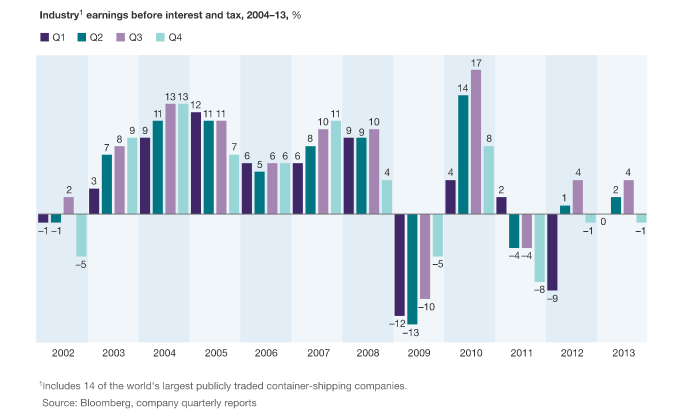 Industry¹ earnings before interest and tax, 2004–13, %
Q1 Q2 Q3 Q4
–1 –1 2 –5 3 7 8 9 9 11 13 13 12 11 11 7 6 5 6 6 6 8 10 11 9 9 10 4 –12 –13 –10 –5 4 14 17 8 2 –4 –4 –8 –9 1 4 –1 0 2 4 –1
2002 2003 2004 2005 2006 2007 2008 2009 2010 2011 2012 2013
¹Includes 14 of the world's largest publicly traded container-shipping companies.
Source: Bloomberg, company quarterly reports